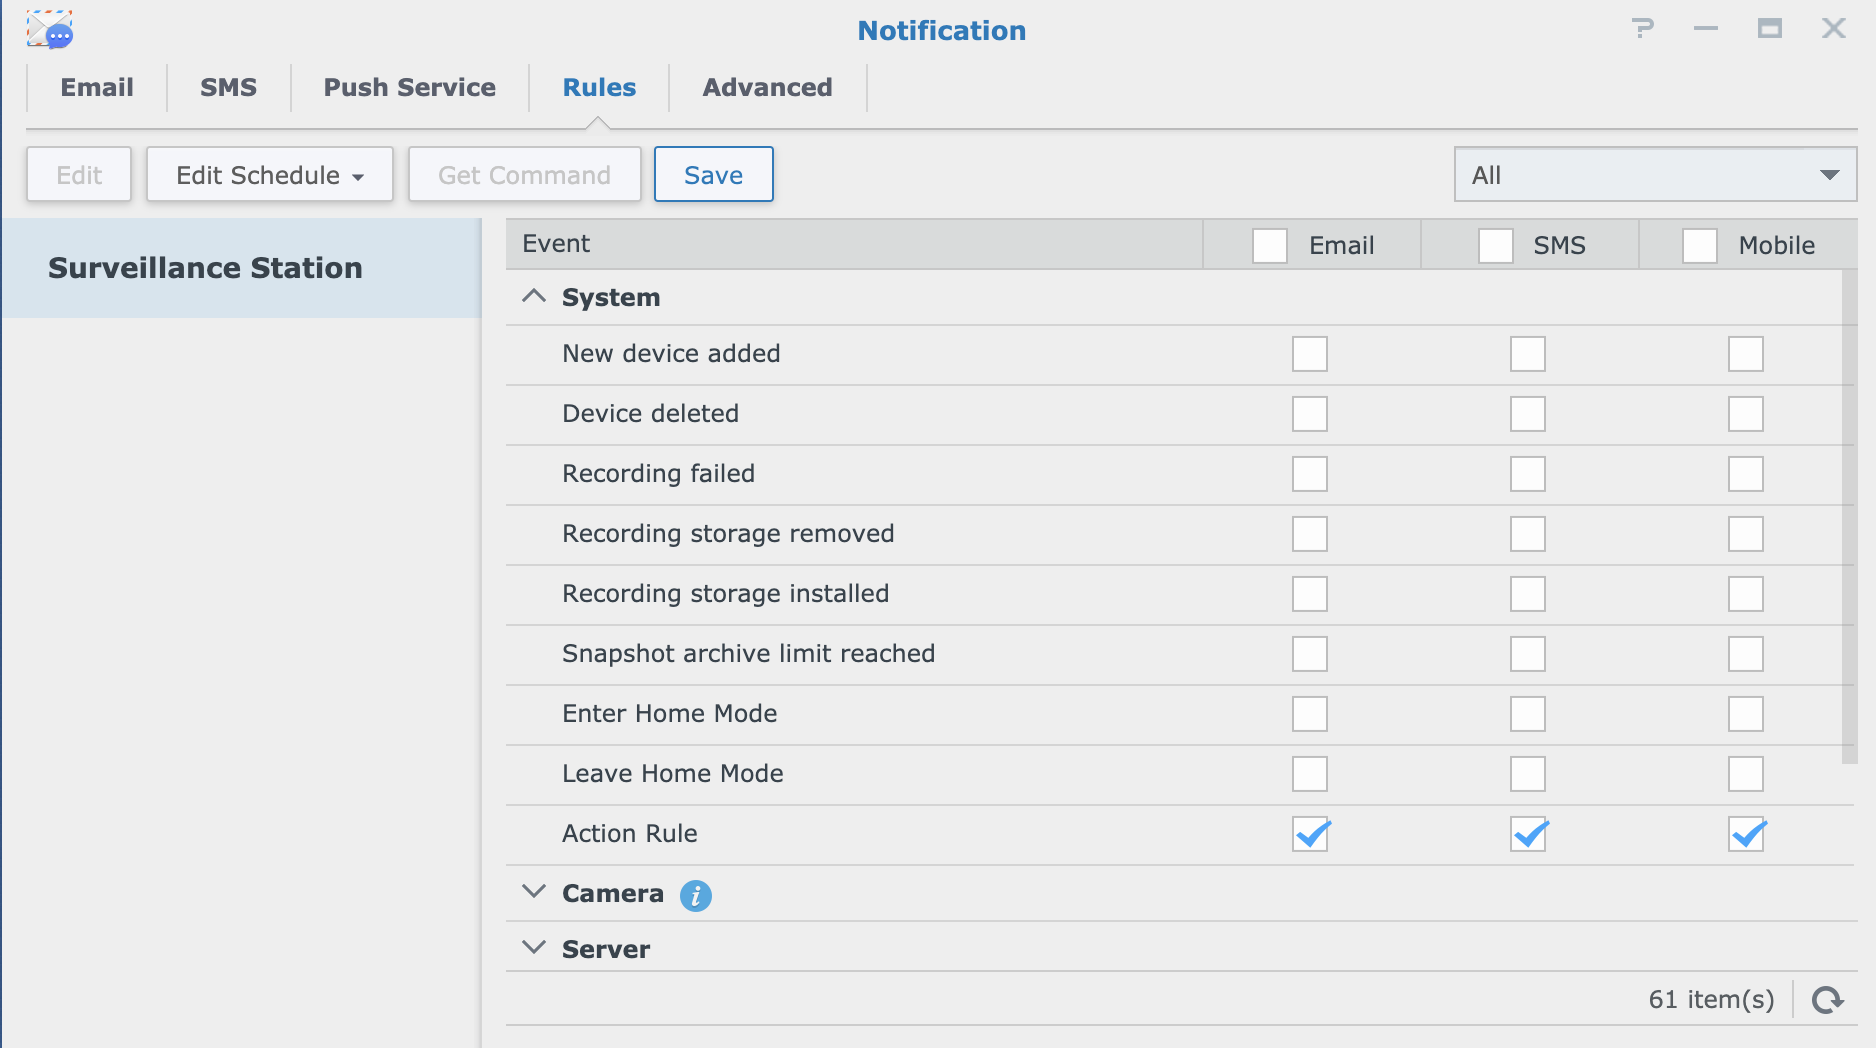 Notification
Email SMS Push Service Rules Advanced
Edit Edit Schedule Get Command Save All
Surveillance Station
Event Email SMS Mobile
System
New device added
Device deleted
Recording failed
Recording storage removed
Recording storage installed
Snapshot archive limit reached
Enter Home Mode
Leave Home Mode
Action Rule
Camera i
Server
61 item(s)